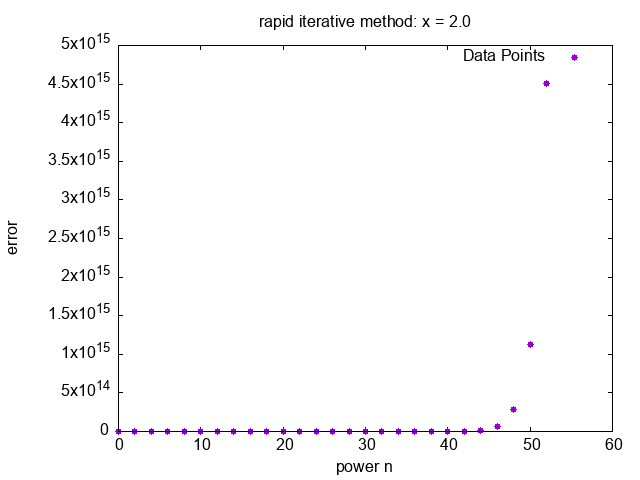 rapid iterative method: x = 2.0
Data Points
5x10^15
4.5x10^15
4x10^15
3.5x10^15
3x10^15
2.5x10^15
2x10^15
1.5x10^15
1x10^15
5x10^14
0
error
0 10 20 30 40 50 60
power n